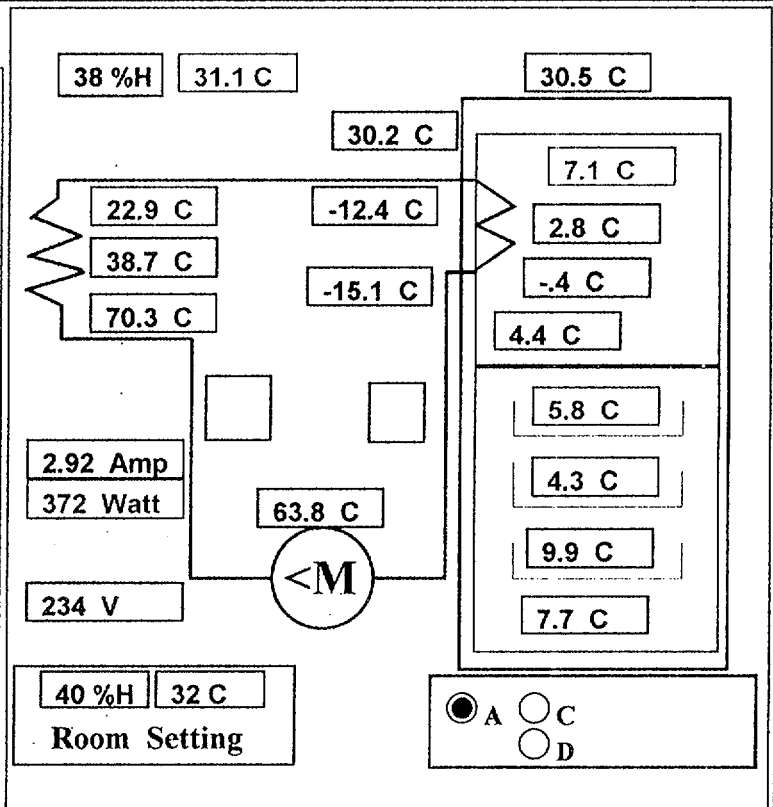 38 %H 31.1 C 30.5 C
30.2 C
7.1 C
22.9 C -12.4 C 2.8 C
38.7 C -15.1 C -.4 C
70.3 C 4.4 C
5.8 C
2.92 Amp 4.3 C
372 Watt
63.8 C 9.9 C
<M
234 V 7.7 C
40 %H 32 C
Room Setting
A C
D